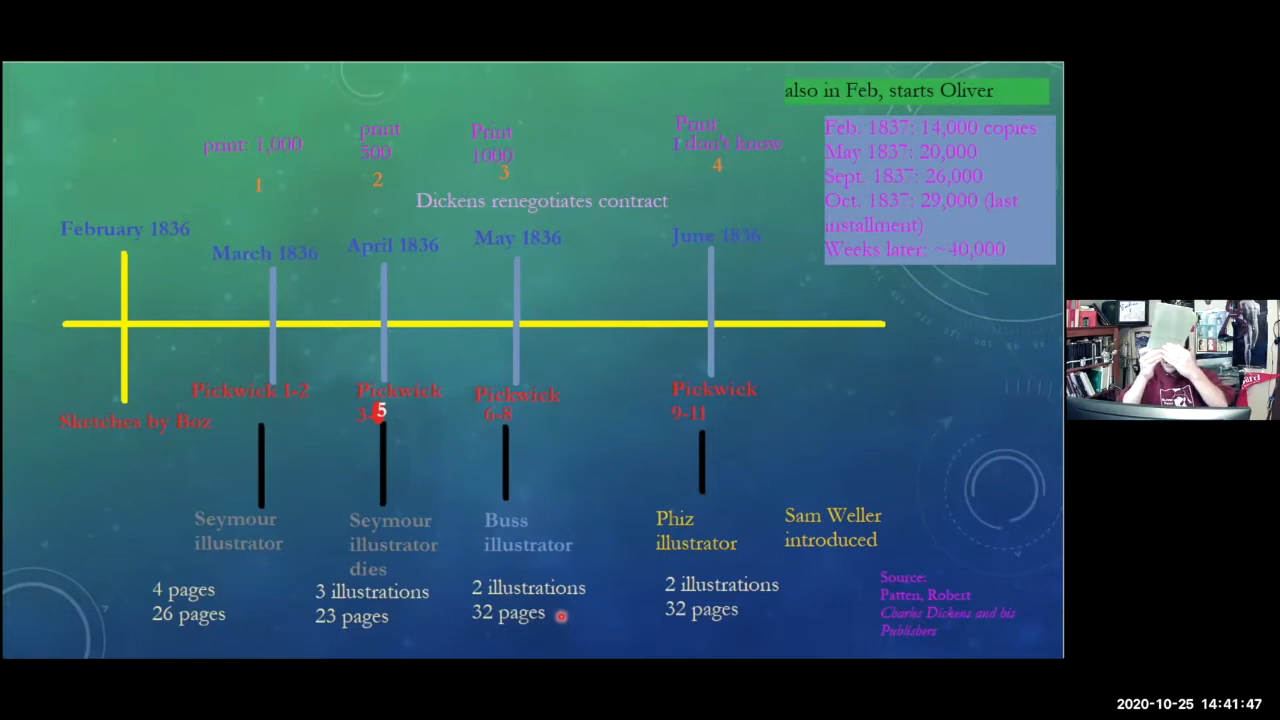 also in Feb, starts Oliver
Feb. 1837: 14,000 copies
May 1837: 20,000
Sept. 1837: 26,000
Oct. 1837: 29,000 (last
installment)
Weeks later: ~40,000
print: 1,000
1
print
500
2
Print
1000
3
Print
I don't know
4
Dickens renegotiates contract
February 1836
March 1836
April 1836
May 1836
June 1836
Sketches by Boz
Pickwick 1-2
Pickwick
3-5
Pickwick
6-8
Pickwick
9-11
Seymour
illustrator
Seymour
illustrator
dies
Buss
illustrator
Phiz
illustrator
Sam Weller
introduced
4 pages
26 pages
3 illustrations
23 pages
2 illustrations
32 pages
2 illustrations
32 pages
Source:
Patten, Robert
Charles Dickens and his
Publishers
2020-10-25 14:41:47